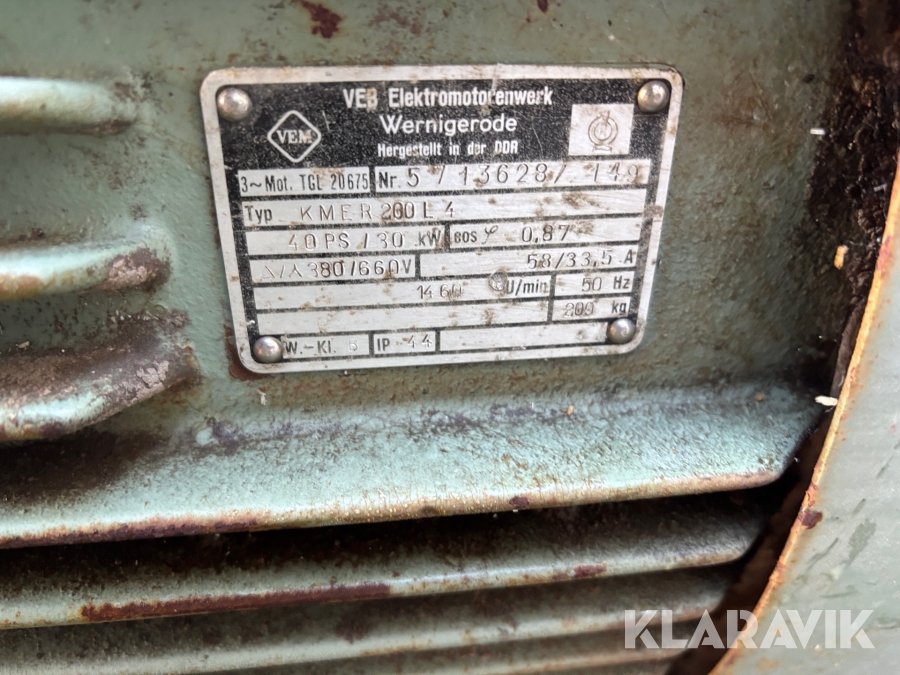 VEB Elektromotorenwerk
Wernigerode
Hergestellt in der DDR
VEM
3~Mot. TGL 20675 Nr. 5 / 13628/
Typ KMER 200 L 4
40 PS / 30 kW cos φ 0,87
△/人 380/660V 58/33,5 A
1460 U/min 50 Hz
200 kg
W.-Kl. IP 44
KLARAVIK